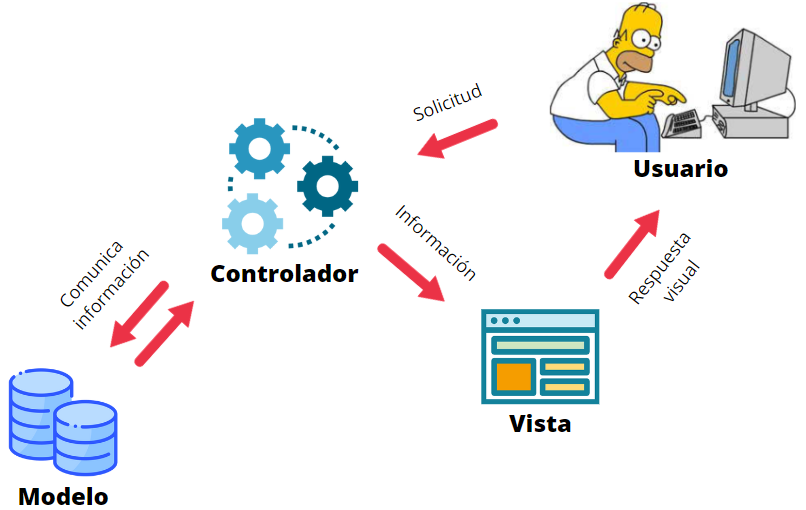 Solicitud
Usuario
Controlador
Información
Comunica
información
Respuesta
visual
Vista
Modelo